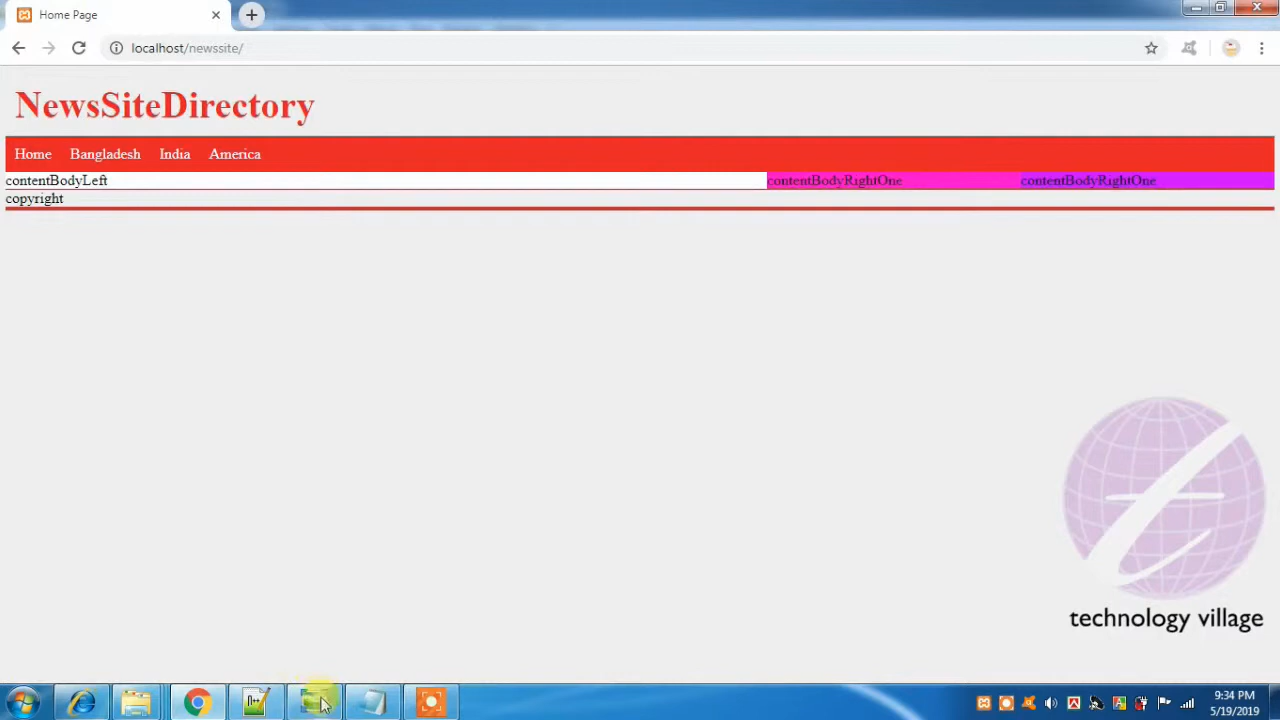 Home Page
localhost/newssite/
NewsSiteDirectory
Home Bangladesh India America
contentBodyLeft contentBodyRightOne contentBodyRightOne
copyright
technology village
9:34 PM
5/19/2019